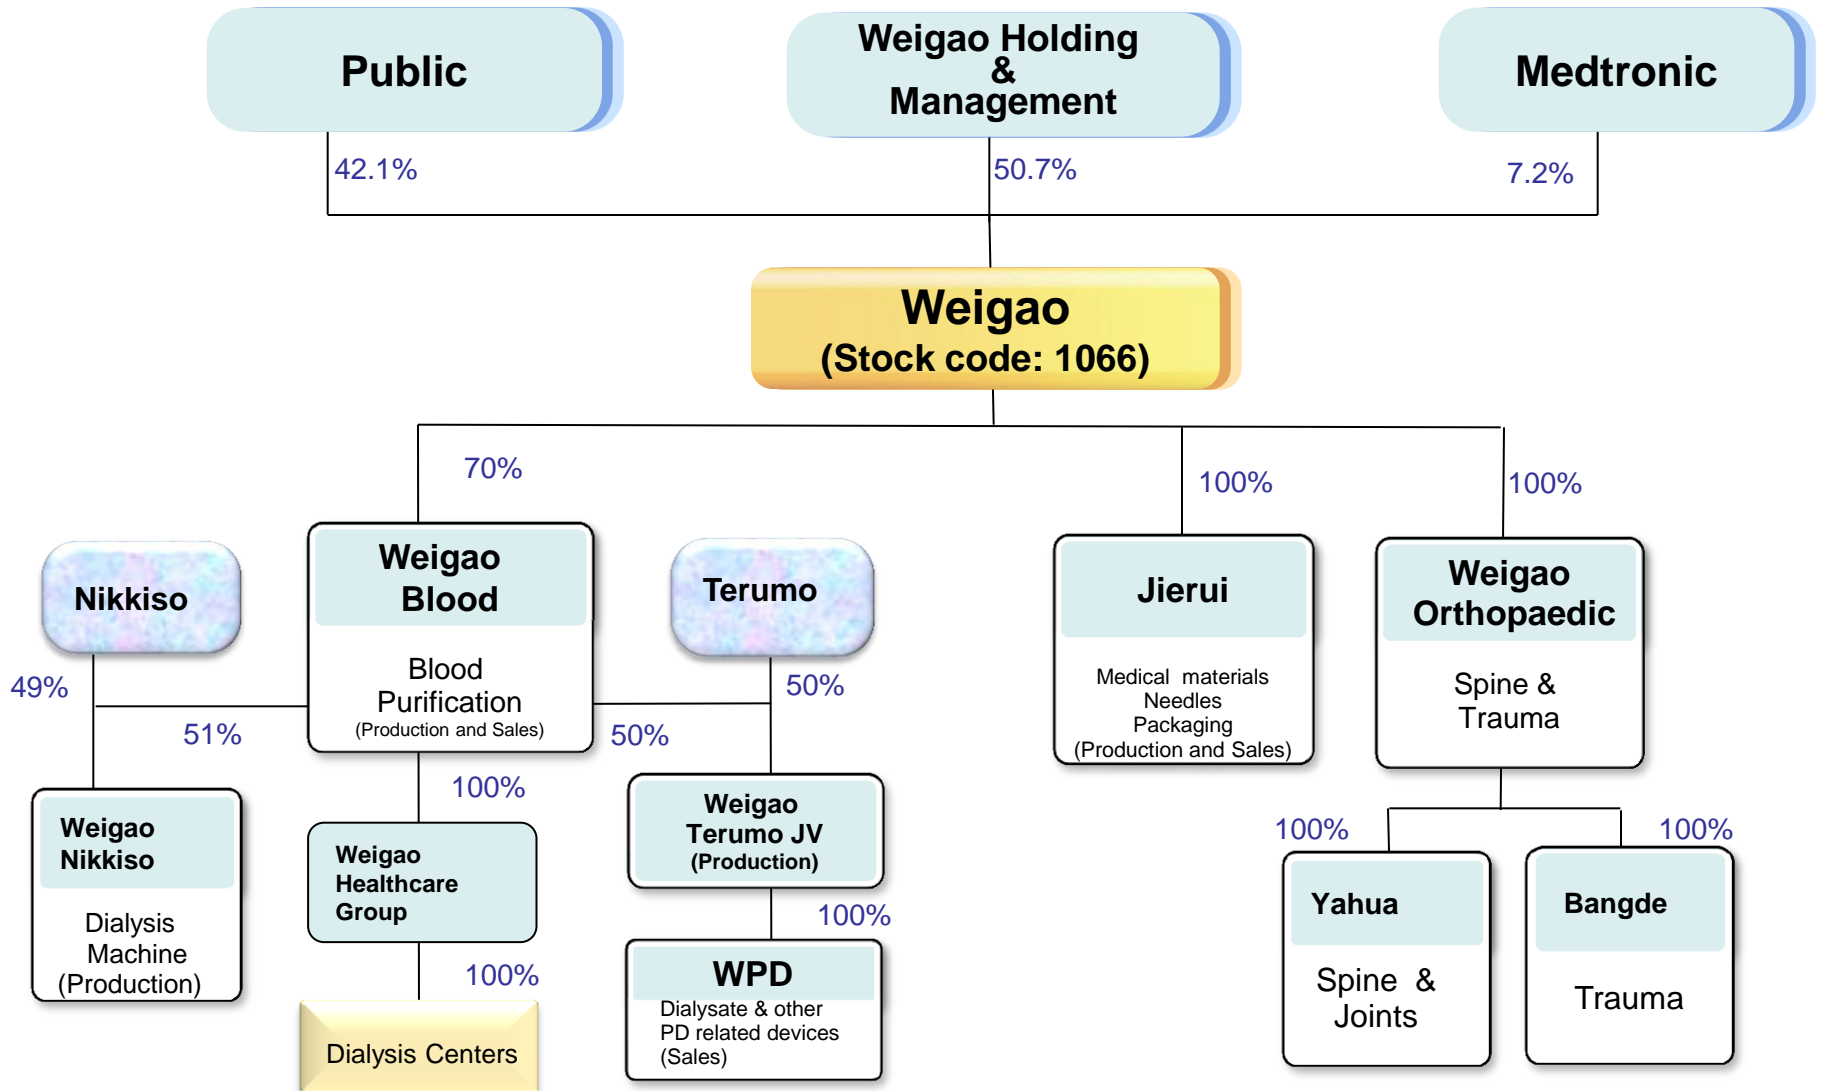 Public
Weigao Holding
&
Management
Medtronic
42.1%
50.7%
7.2%
Weigao
(Stock code: 1066)
70%
100%
100%
Nikkiso
Weigao
Blood
Blood
Purification
(Production and Sales)
Terumo
Jierui
Medical materials
Needles
Packaging
(Production and Sales)
Weigao
Orthopaedic
Spine &
Trauma
49%
51%
50%
50%
100%
Weigao
Nikkiso
Dialysis
Machine
(Production)
Weigao
Healthcare
Group
100%
Dialysis Centers
Weigao
Terumo JV
(Production)
100%
WPD
Dialysate & other
PD related devices
(Sales)
100%
100%
Yahua
Spine &
Joints
Bangde
Trauma